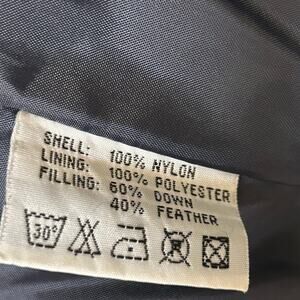 SHELL: 100% NYLON
LINING: 100% POLYESTER
FILLING: 60% DOWN
40% FEATHER
30°